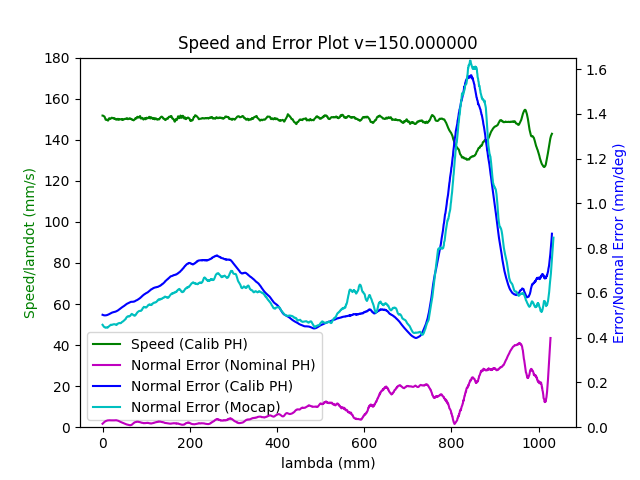 Speed and Error Plot v=150.000000
Speed/lamdot (mm/s)
180
160
140
120
100
80
60
40
20
0
1.6
1.4
1.2
1.0
0.8
0.6
0.4
0.2
0.0
Error/Normal Error (mm/deg)
Speed (Calib PH)
Normal Error (Nominal PH)
Normal Error (Calib PH)
Normal Error (Mocap)
0 200 400 600 800 1000
lambda (mm)